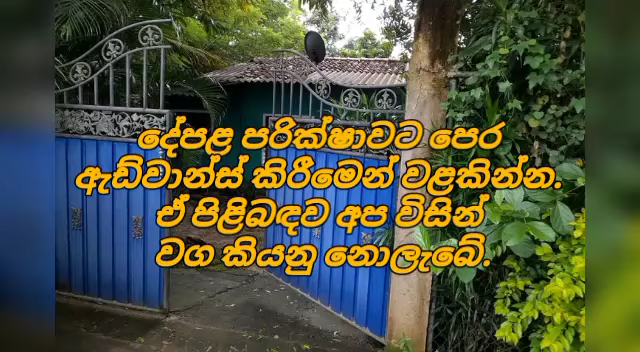 දේපළ පරික්ෂාවට පෙර
ඇඩ්වාන්ස් කිරීමෙන් වළකින්න.
ඒ පිළිබඳව අප විසින්
වග කියනු නොලැබේ.